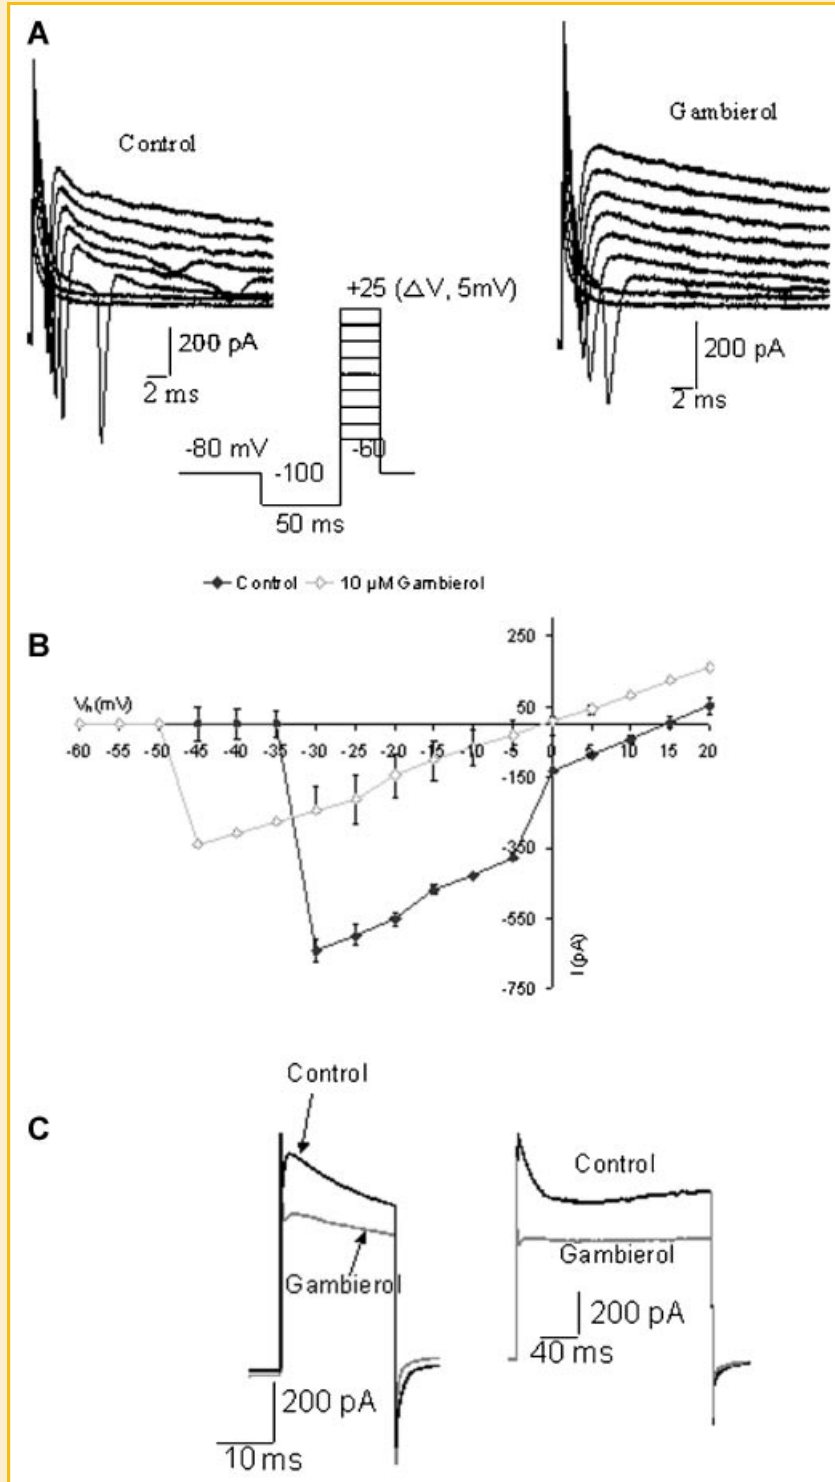 A
Control
Gambierol
+25 (△V, 5mV)
200 pA
2 ms
200 pA
2 ms
-80 mV
-60
-100
50 ms
Control
10 µM Gambierol
B
Vh (mV)
250
50
-150
-350
-550
-750
-60 -55 -50 -45 -40 -35 -30 -25 -20 -15 -10 -5 0 5 10 15 20
I (pA)
C
Control
Gambierol
200 pA
10 ms
Control
Gambierol
200 pA
40 ms